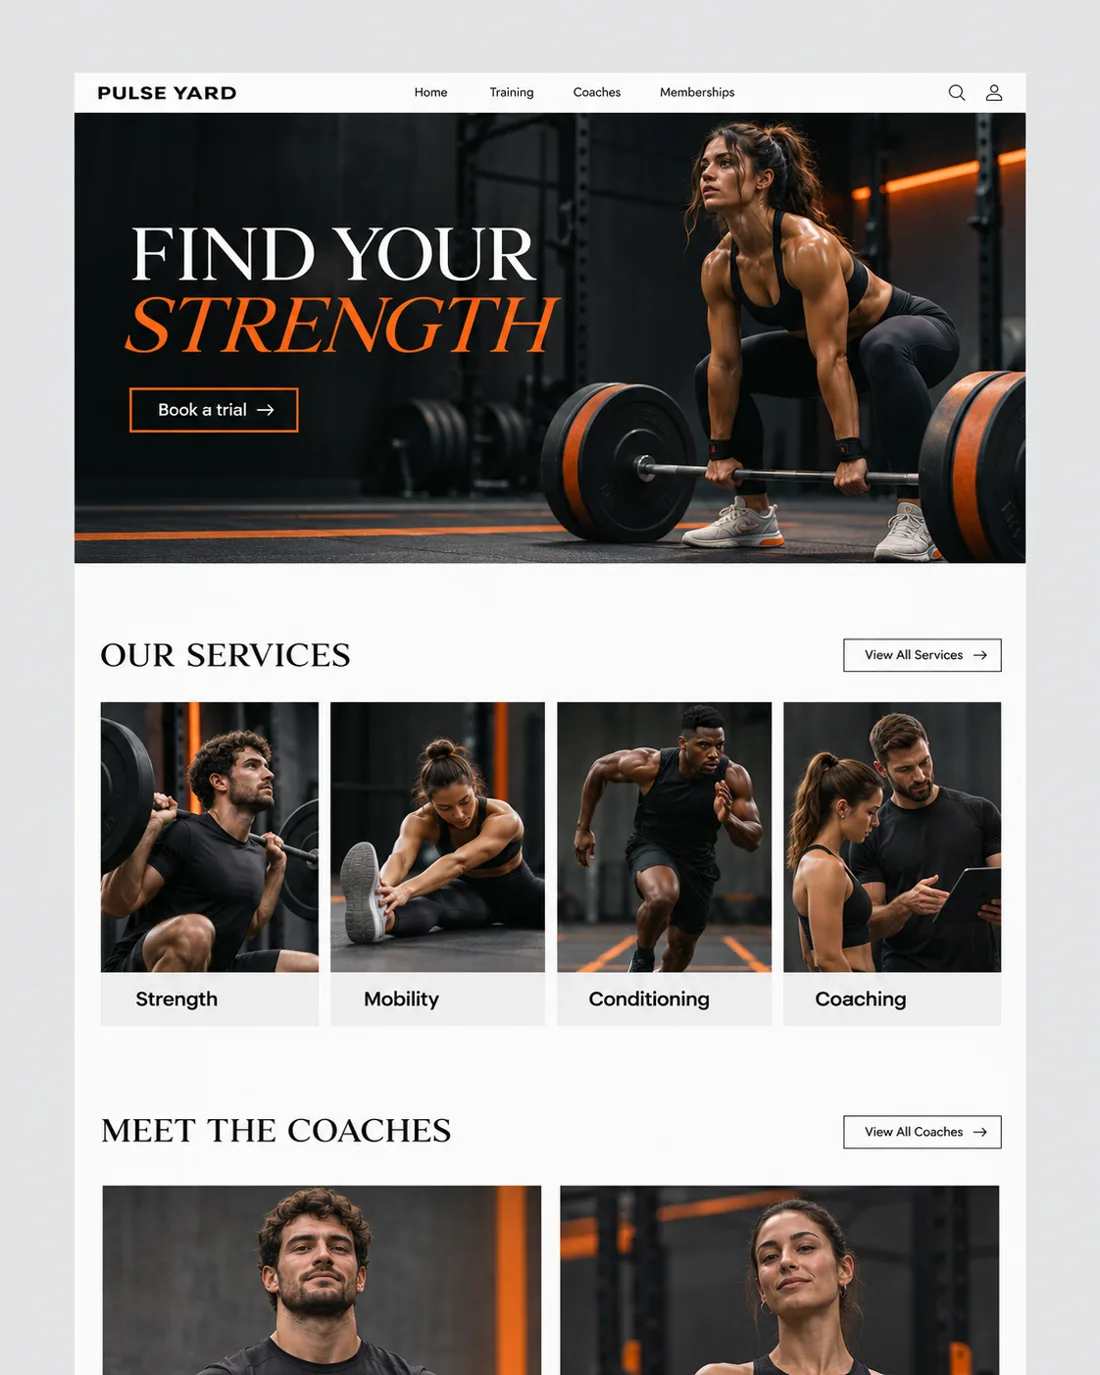 PULSE YARD
Home Training Coaches Memberships
FIND YOUR
STRENGTH
Book a trial →
OUR SERVICES
View All Services →
Strength
Mobility
Conditioning
Coaching
MEET THE COACHES
View All Coaches →